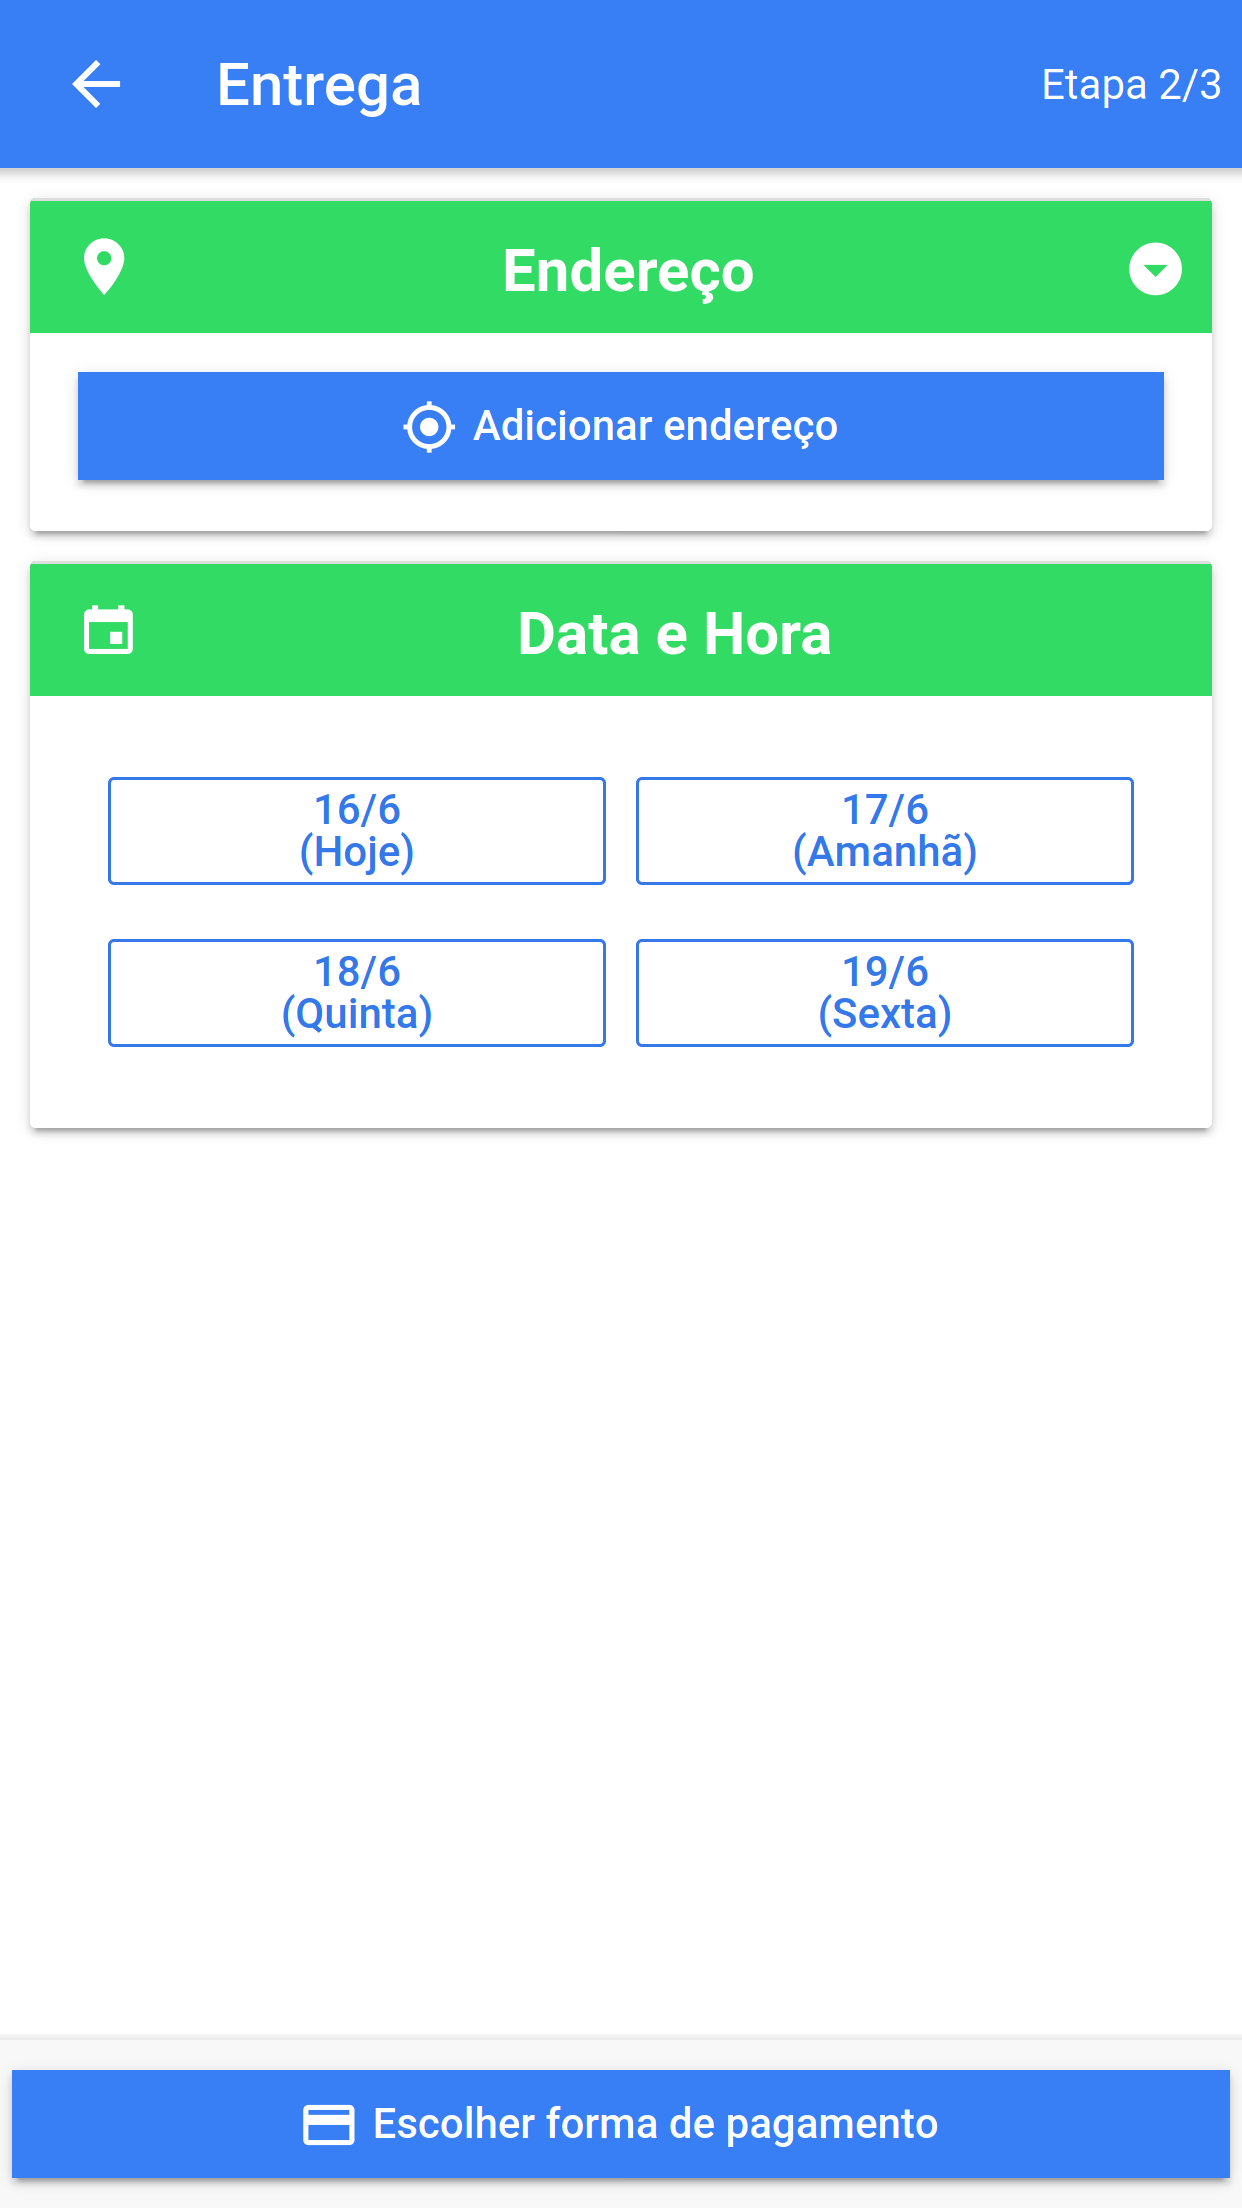 Entrega
Etapa 2/3
Endereço
Adicionar endereço
Data e Hora
16/6
(Hoje)
17/6
(Amanhã)
18/6
(Quinta)
19/6
(Sexta)
Escolher forma de pagamento